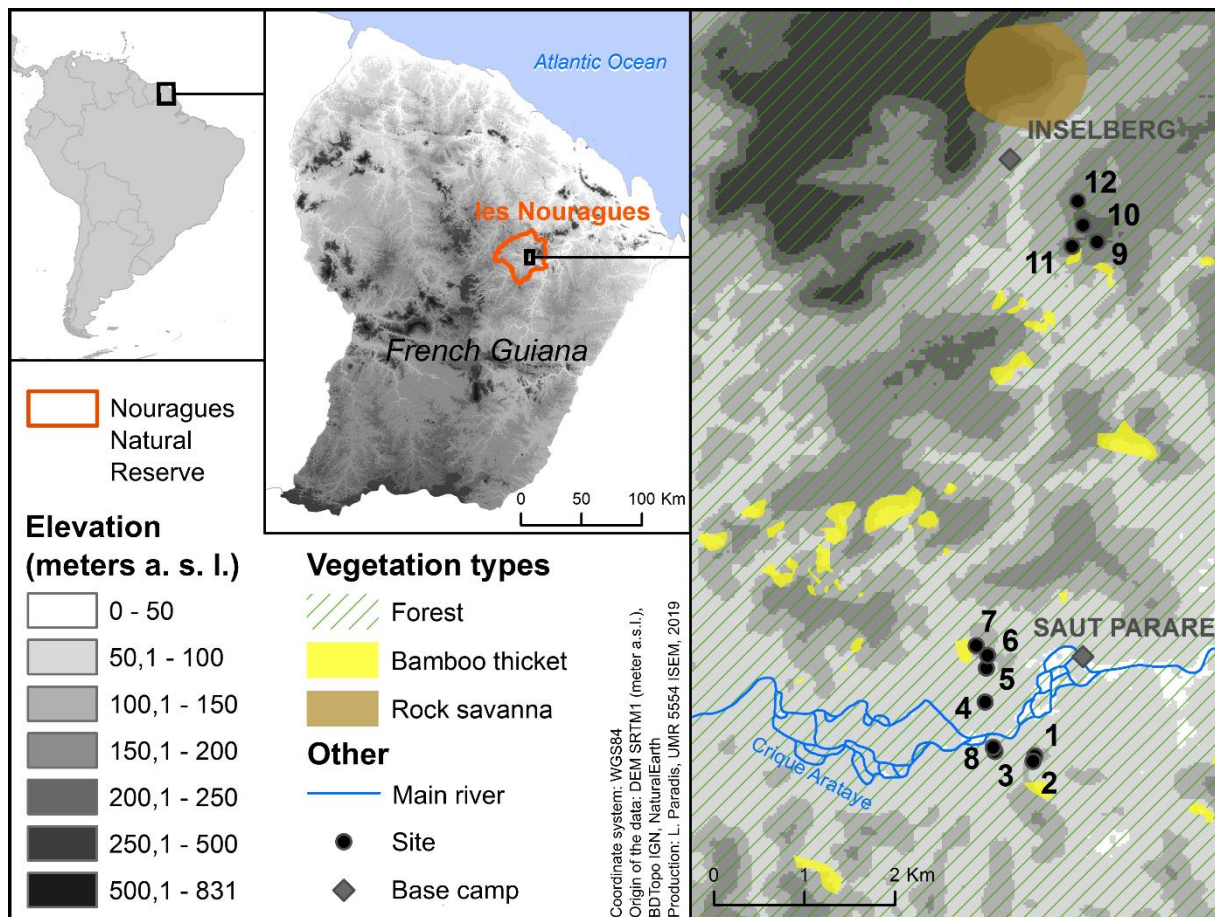 Atlantic Ocean
les Nouragues
French Guiana
0 50 100 Km
Nouragues
Natural
Reserve
Elevation
(meters a. s. l.)
0 - 50
50,1 - 100
100,1 - 150
150,1 - 200
200,1 - 250
250,1 - 500
500,1 - 831
Vegetation types
Forest
Bamboo thicket
Rock savanna
Other
Main river
Site
Base camp
Coordinate system: WGS84
Origin of the data: DEM SRTM1 (meter a.s.l.),
BDTopo IGN, NaturalEarth
Production: L. Paradis, UMR 5554 ISEM, 2019
INSELBERG
12
10
11
9
7
6
SAUT PARARE
5
4
1
8
3
2
Crique Arataye
0 1 2 Km